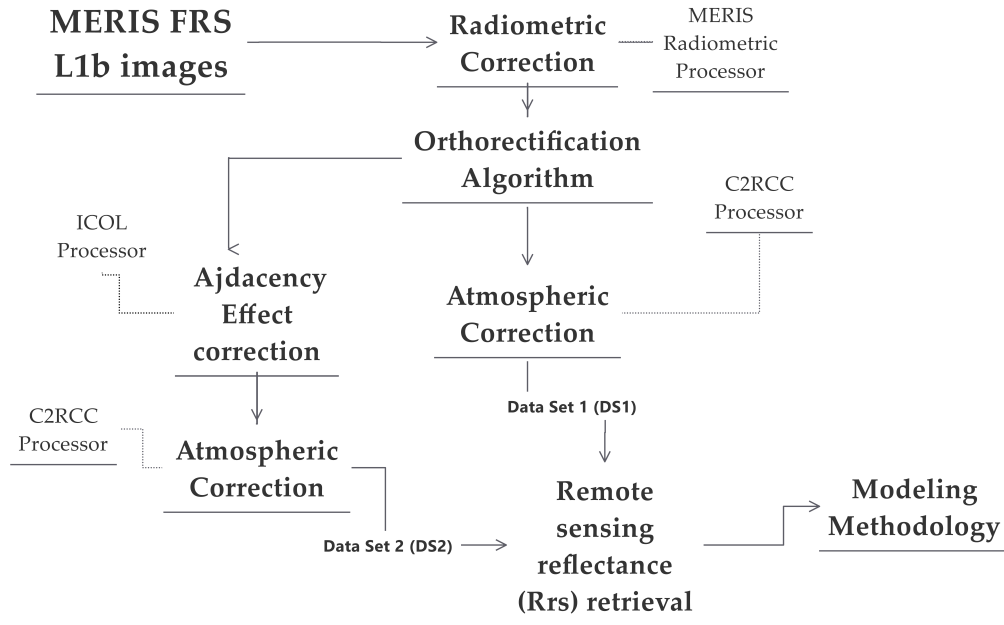 MERIS FRS
L1b images
Radiometric
Correction
MERIS
Radiometric
Processor
Orthorectification
Algorithm
C2RCC
Processor
ICOL
Processor
Ajdacency
Effect
correction
Atmospheric
Correction
Data Set 1 (DS1)
C2RCC
Processor
Atmospheric
Correction
Data Set 2 (DS2)
Remote
sensing
reflectance
(Rrs) retrieval
Modeling
Methodology